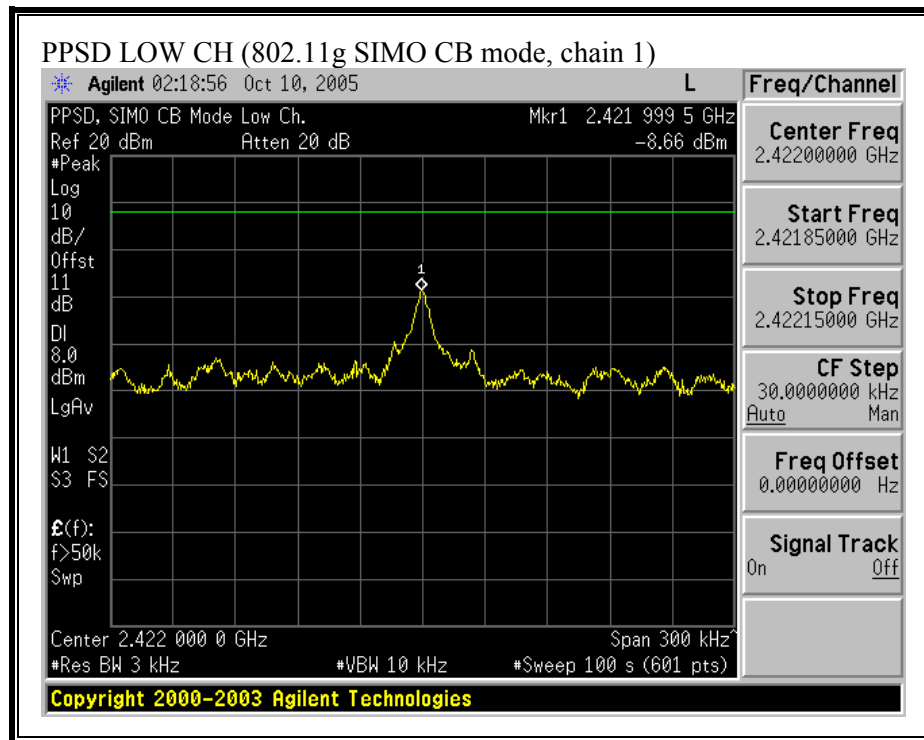 PPSD LOW CH (802.11g SIMO CB mode, chain 1)
Agilent 02:18:56 Oct 10, 2005 L
PPSD, SIMO CB Mode Low Ch. Mkr1 2.421 999 5 GHz
Ref 20 dBm Atten 20 dB -8.66 dBm
#Peak
Log
10
dB/
Offst
11
dB
DI
8.0
dBm
LgAv
W1 S2
S3 FS
£(f):
f>50k
Swp
1
Center 2.422 000 0 GHz Span 300 kHz^
#Res BW 3 kHz #VBW 10 kHz #Sweep 100 s (601 pts)
Copyright 2000-2003 Agilent Technologies
Freq/Channel
Center Freq
2.42200000 GHz
Start Freq
2.42185000 GHz
Stop Freq
2.42215000 GHz
CF Step
30.0000000 kHz
Auto Man
Freq Offset
0.00000000 Hz
Signal Track
On Off